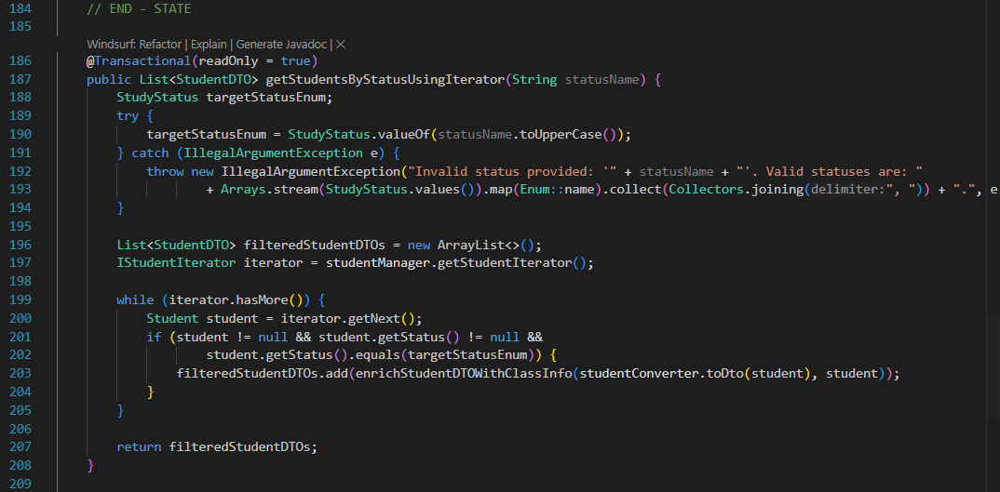 184 // END - STATE
185
Windsurf: Refactor | Explain | Generate Javadoc | ✕
186 @Transactional(readOnly = true)
187 public List<StudentDTO> getStudentsByStatusUsingIterator(String statusName) {
188     StudyStatus targetStatusEnum;
189     try {
190         targetStatusEnum = StudyStatus.valueOf(statusName.toUpperCase());
191     } catch (IllegalArgumentException e) {
192         throw new IllegalArgumentException("Invalid status provided: '" + statusName + "'. Valid statuses are: "
193                 + Arrays.stream(StudyStatus.values()).map(Enum::name).collect(Collectors.joining(delimiter:", ")) + ".", e
194     }
195
196     List<StudentDTO> filteredStudentDTOs = new ArrayList<>();
197     IStudentIterator iterator = studentManager.getStudentIterator();
198
199     while (iterator.hasMore()) {
200         Student student = iterator.getNext();
201         if (student != null && student.getStatus() != null &&
202                 student.getStatus().equals(targetStatusEnum)) {
203             filteredStudentDTOs.add(enrichStudentDTOWithClassInfo(studentConverter.toDto(student), student));
204         }
205     }
206
207     return filteredStudentDTOs;
208 }
209